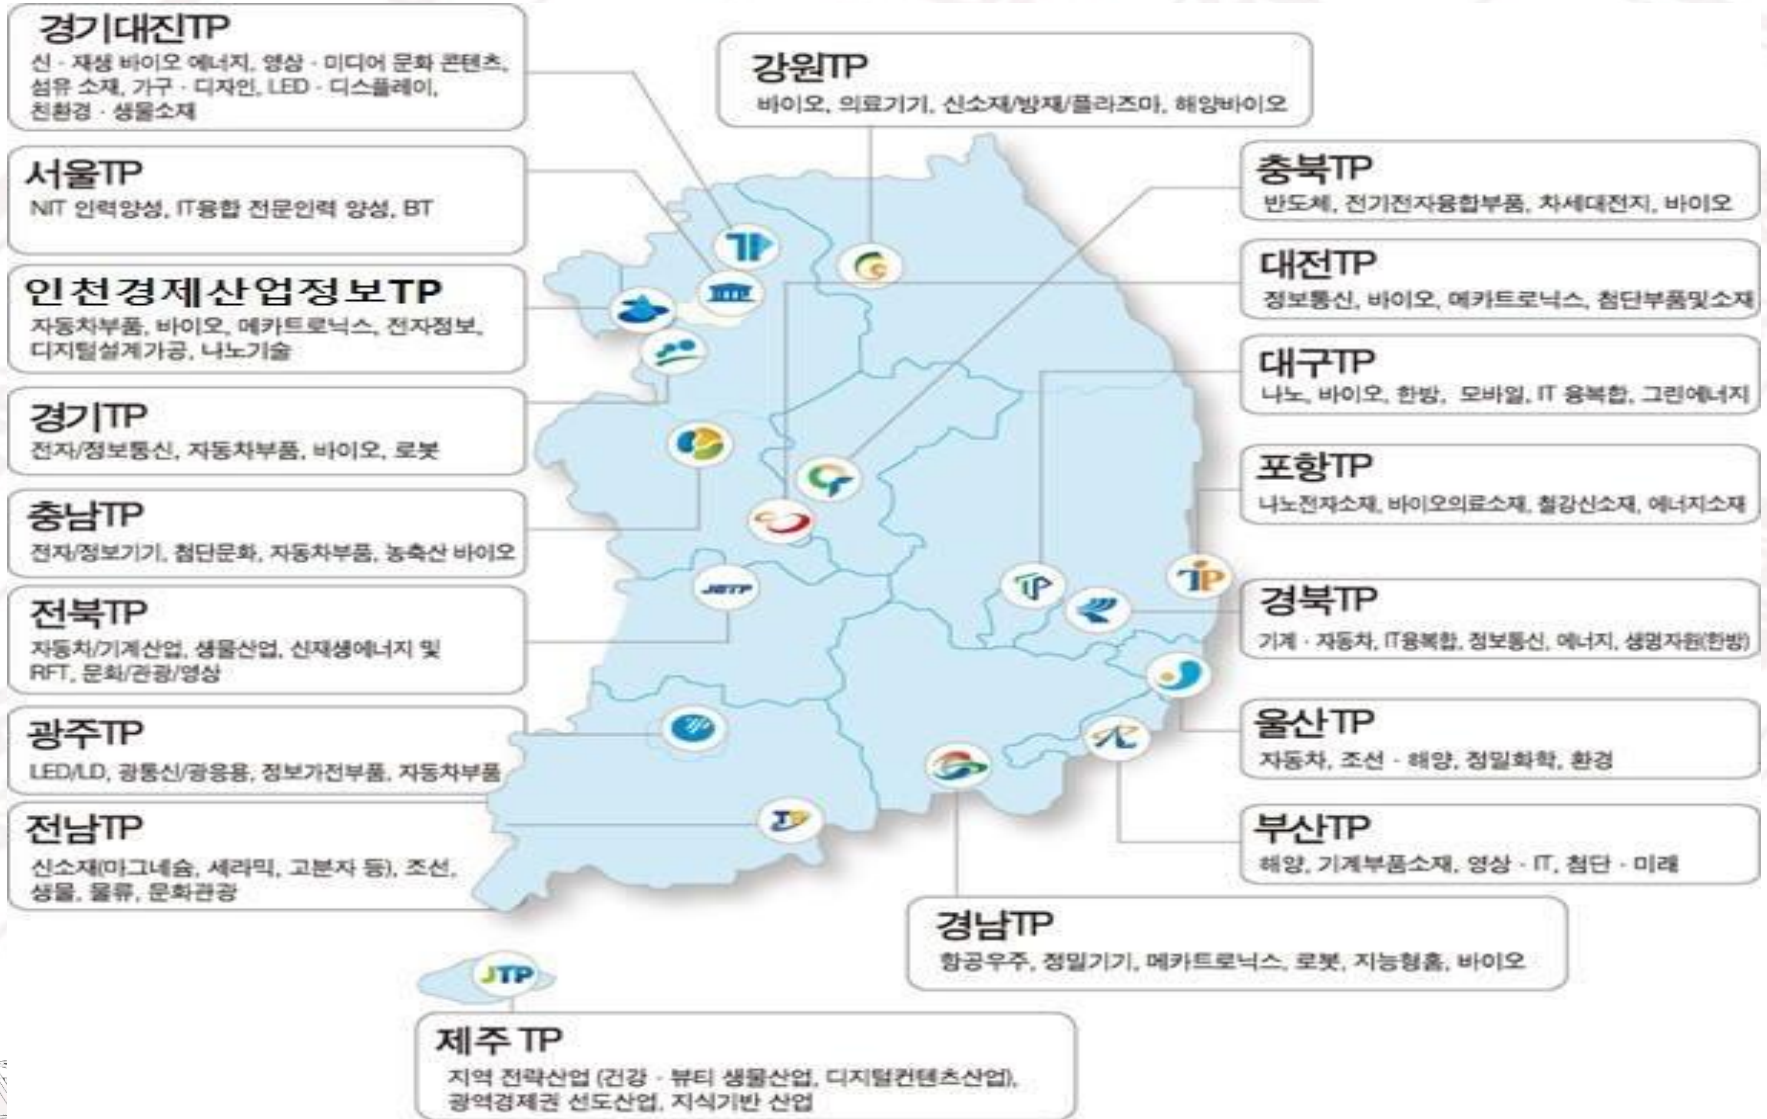 경기대진TP
신 · 재생 바이오 에너지, 영상 · 미디어 문화 콘텐츠,
섬유 소재, 가구 · 디자인, LED · 디스플레이,
친환경 · 생물소재
서울TP
NIT 인력양성, IT융합 전문인력 양성, BT
인천경제산업정보TP
자동차부품, 바이오, 메카트로닉스, 전자정보,
디지털설계가공, 나노기술
경기TP
전자/정보통신, 자동차부품, 바이오, 로봇
충남TP
전자/정보기기, 첨단문화, 자동차부품, 농축산 바이오
전북TP
자동차/기계산업, 생물산업, 신재생에너지 및
RFT, 문화/관광/영상
광주TP
LED/LD, 광통신/광응용, 정보가전부품, 자동차부품
전남TP
신소재(마그네슘, 세라믹, 고분자 등), 조선,
생물, 물류, 문화관광
강원TP
바이오, 의료기기, 신소재/방재/플라즈마, 해양바이오
충북TP
반도체, 전기전자융합부품, 차세대전지, 바이오
대전TP
정보통신, 바이오, 메카트로닉스, 첨단부품및소재
대구TP
나노, 바이오, 한방, 모바일, IT 융복합, 그린에너지
포항TP
나노전자소재, 바이오의료소재, 철강신소재, 에너지소재
경북TP
기계 · 자동차, IT융복합, 정보통신, 에너지, 생명자원(한방)
울산TP
자동차, 조선 · 해양, 정밀화학, 환경
부산TP
해양, 기계부품소재, 영상 · IT, 첨단 · 미래
경남TP
항공우주, 정밀기기, 메카트로닉스, 로봇, 지능형홈, 바이오
제주 TP
지역 전략산업 (건강 · 뷰티 생물산업, 디지털컨텐츠산업),
광역경제권 선도산업, 지식기반 산업
TP
JBTP
TP
TP
TP
JTP